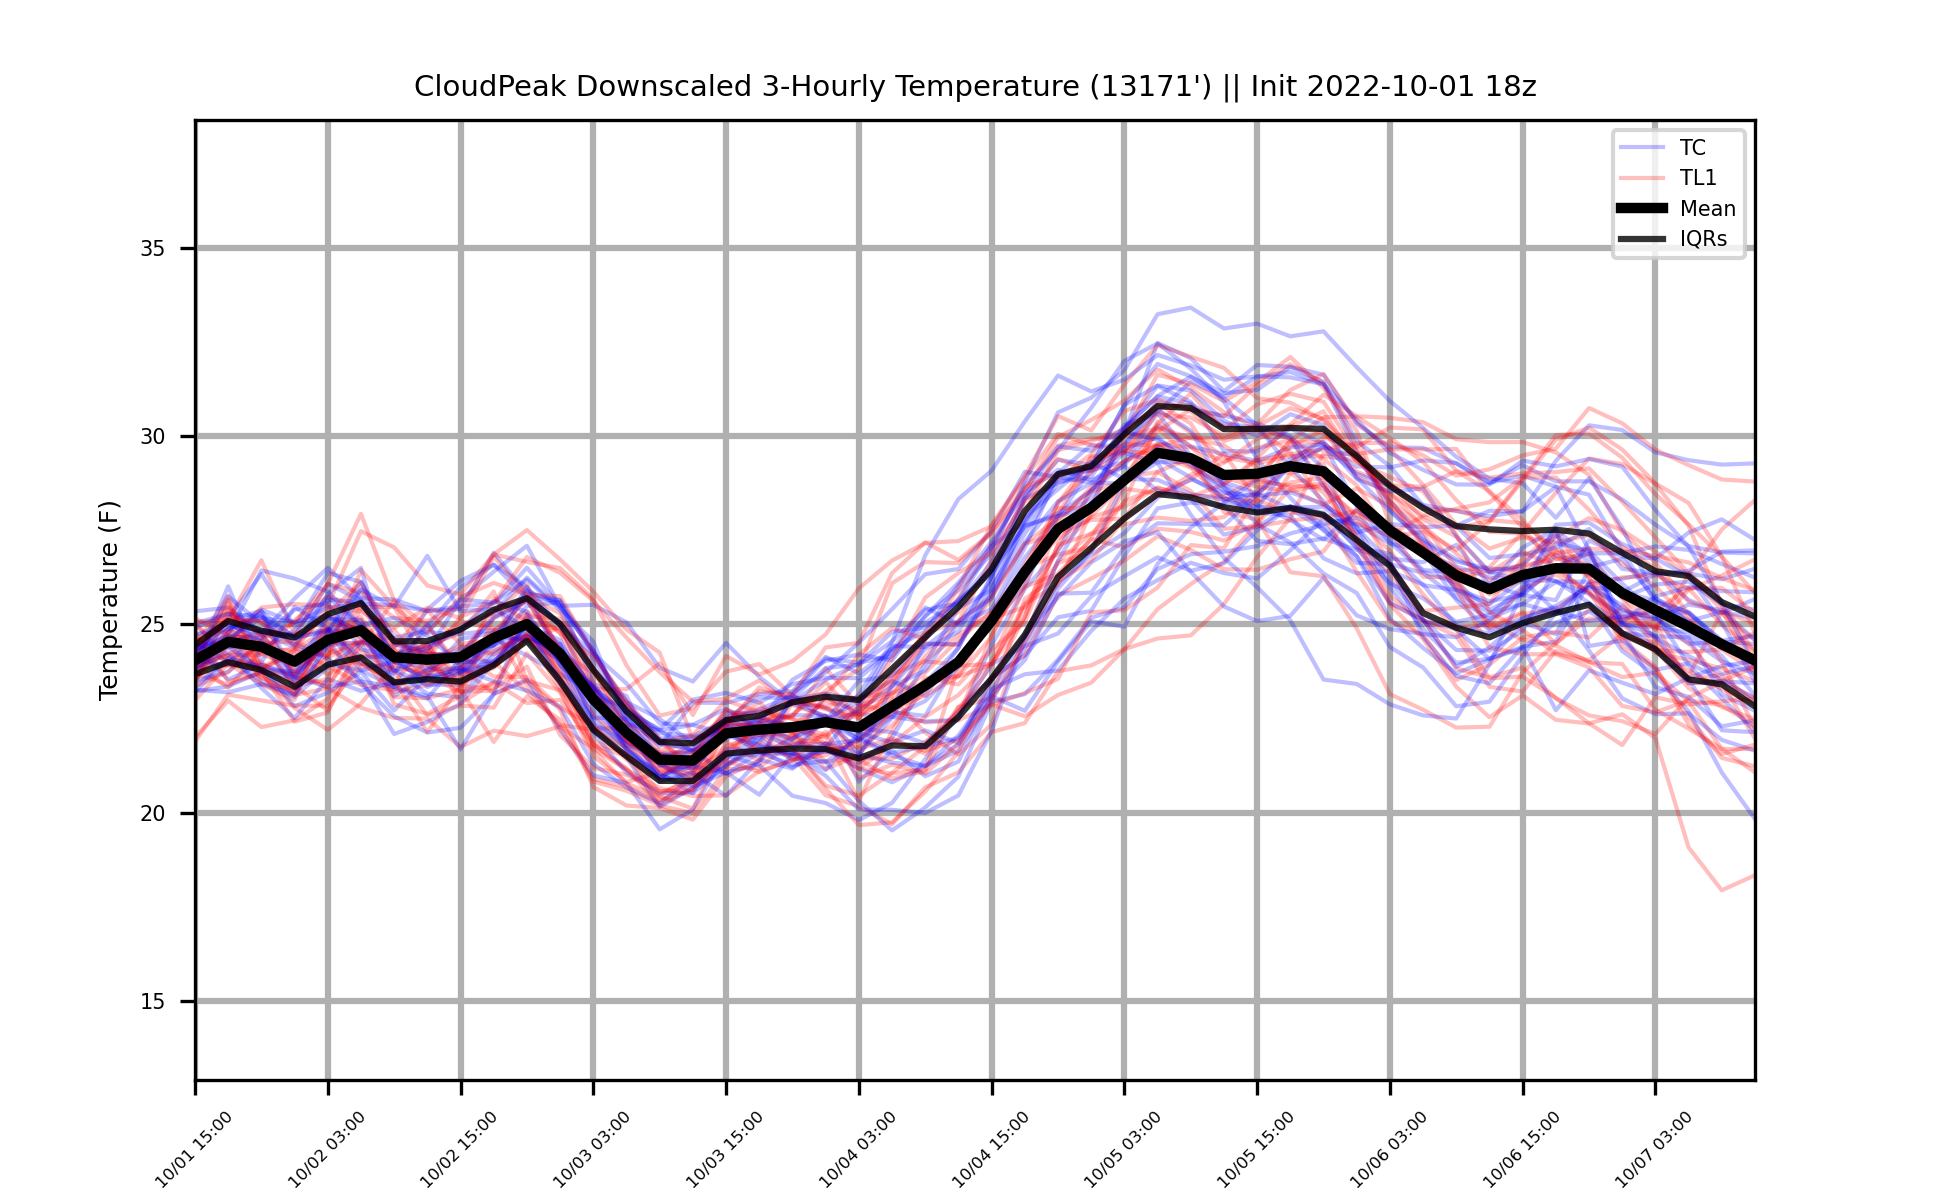 CloudPeak Downscaled 3-Hourly Temperature (13171') || Init 2022-10-01 18z
TC
TL1
Mean
IQRs
Temperature (F)
35
30
25
20
15
10/01 15:00
10/02 03:00
10/02 15:00
10/03 03:00
10/03 15:00
10/04 03:00
10/04 15:00
10/05 03:00
10/05 15:00
10/06 03:00
10/06 15:00
10/07 03:00